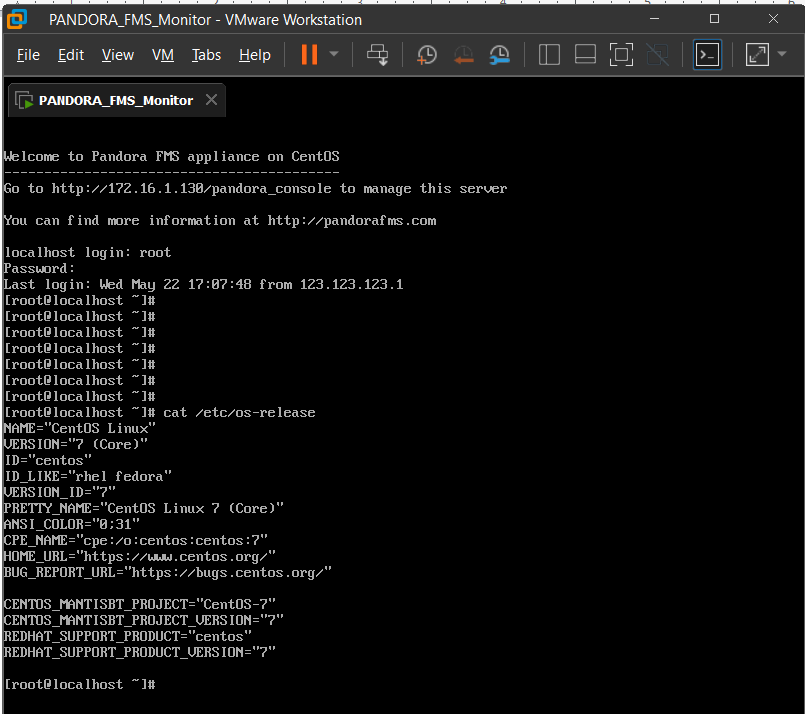 PANDORA_FMS_Monitor - VMware Workstation
File Edit View VM Tabs Help
PANDORA_FMS_Monitor
Welcome to Pandora FMS appliance on CentOS
------------------------------------------
Go to http://172.16.1.130/pandora_console to manage this server
You can find more information at http://pandorafms.com
localhost login: root
Password:
Last login: Wed May 22 17:07:48 from 123.123.123.1
[root@localhost ~]#
[root@localhost ~]#
[root@localhost ~]#
[root@localhost ~]#
[root@localhost ~]#
[root@localhost ~]#
[root@localhost ~]#
[root@localhost ~]# cat /etc/os-release
NAME="CentOS Linux"
VERSION="7 (Core)"
ID="centos"
ID_LIKE="rhel fedora"
VERSION_ID="7"
PRETTY_NAME="CentOS Linux 7 (Core)"
ANSI_COLOR="0;31"
CPE_NAME="cpe:/o:centos:centos:7"
HOME_URL="https://www.centos.org/"
BUG_REPORT_URL="https://bugs.centos.org/"
CENTOS_MANTISBT_PROJECT="CentOS-7"
CENTOS_MANTISBT_PROJECT_VERSION="7"
REDHAT_SUPPORT_PRODUCT="centos"
REDHAT_SUPPORT_PRODUCT_VERSION="7"
[root@localhost ~]#